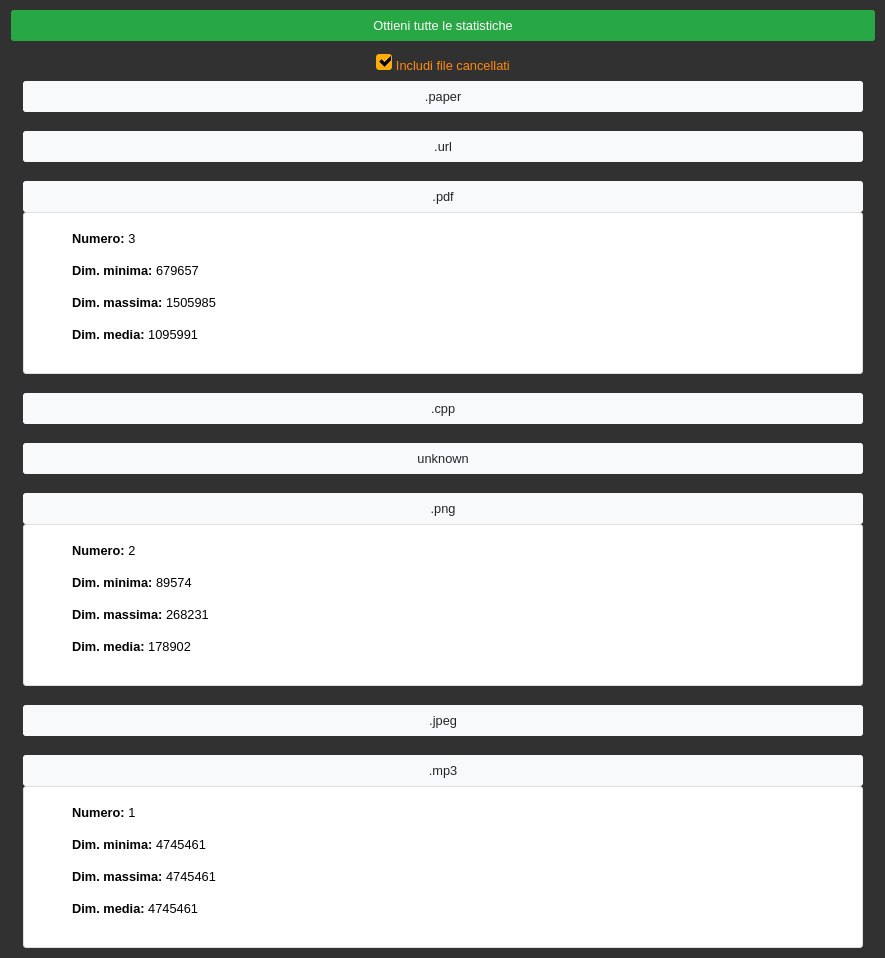 Ottieni tutte le statistiche
Includi file cancellati
.paper
.url
.pdf
Numero: 3
Dim. minima: 679657
Dim. massima: 1505985
Dim. media: 1095991
.cpp
unknown
.png
Numero: 2
Dim. minima: 89574
Dim. massima: 268231
Dim. media: 178902
.jpeg
.mp3
Numero: 1
Dim. minima: 4745461
Dim. massima: 4745461
Dim. media: 4745461